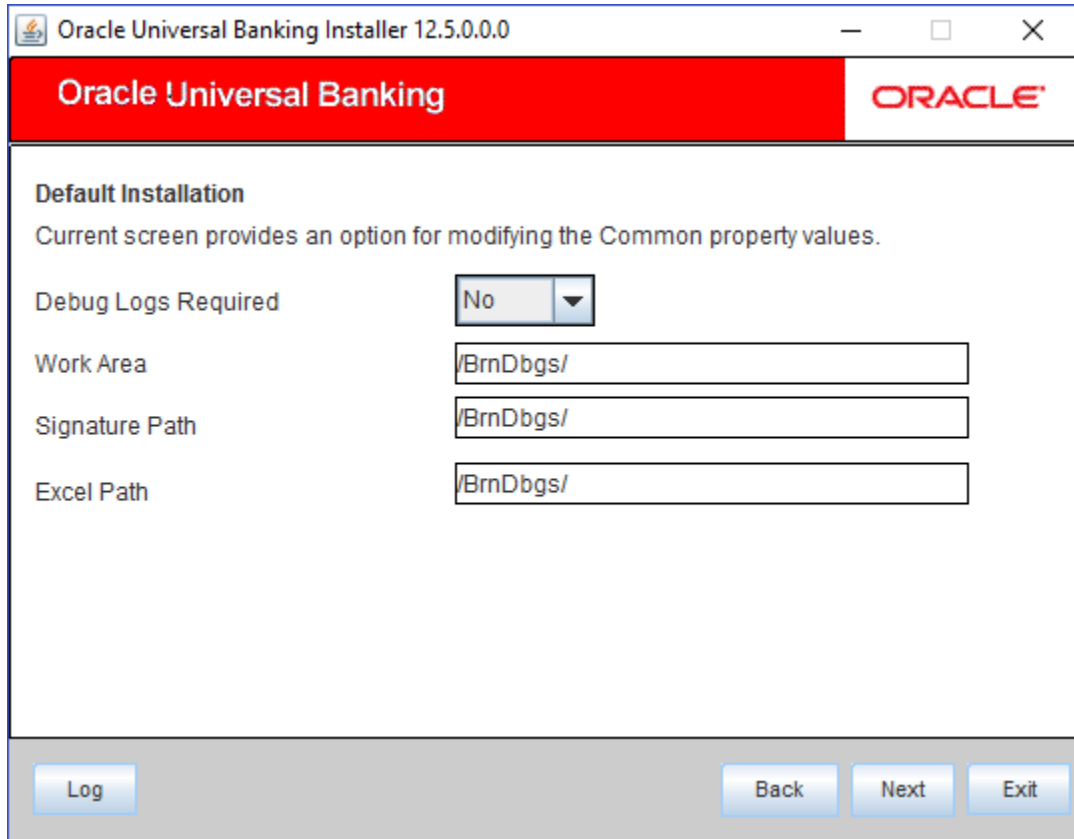 Oracle Universal Banking Installer 12.5.0.0.0
Oracle Universal Banking
ORACLE
Default Installation
Current screen provides an option for modifying the Common property values.
Debug Logs Required No
Work Area /BrnDbgs/
Signature Path /BrnDbgs/
Excel Path /BrnDbgs/
Log Back Next Exit